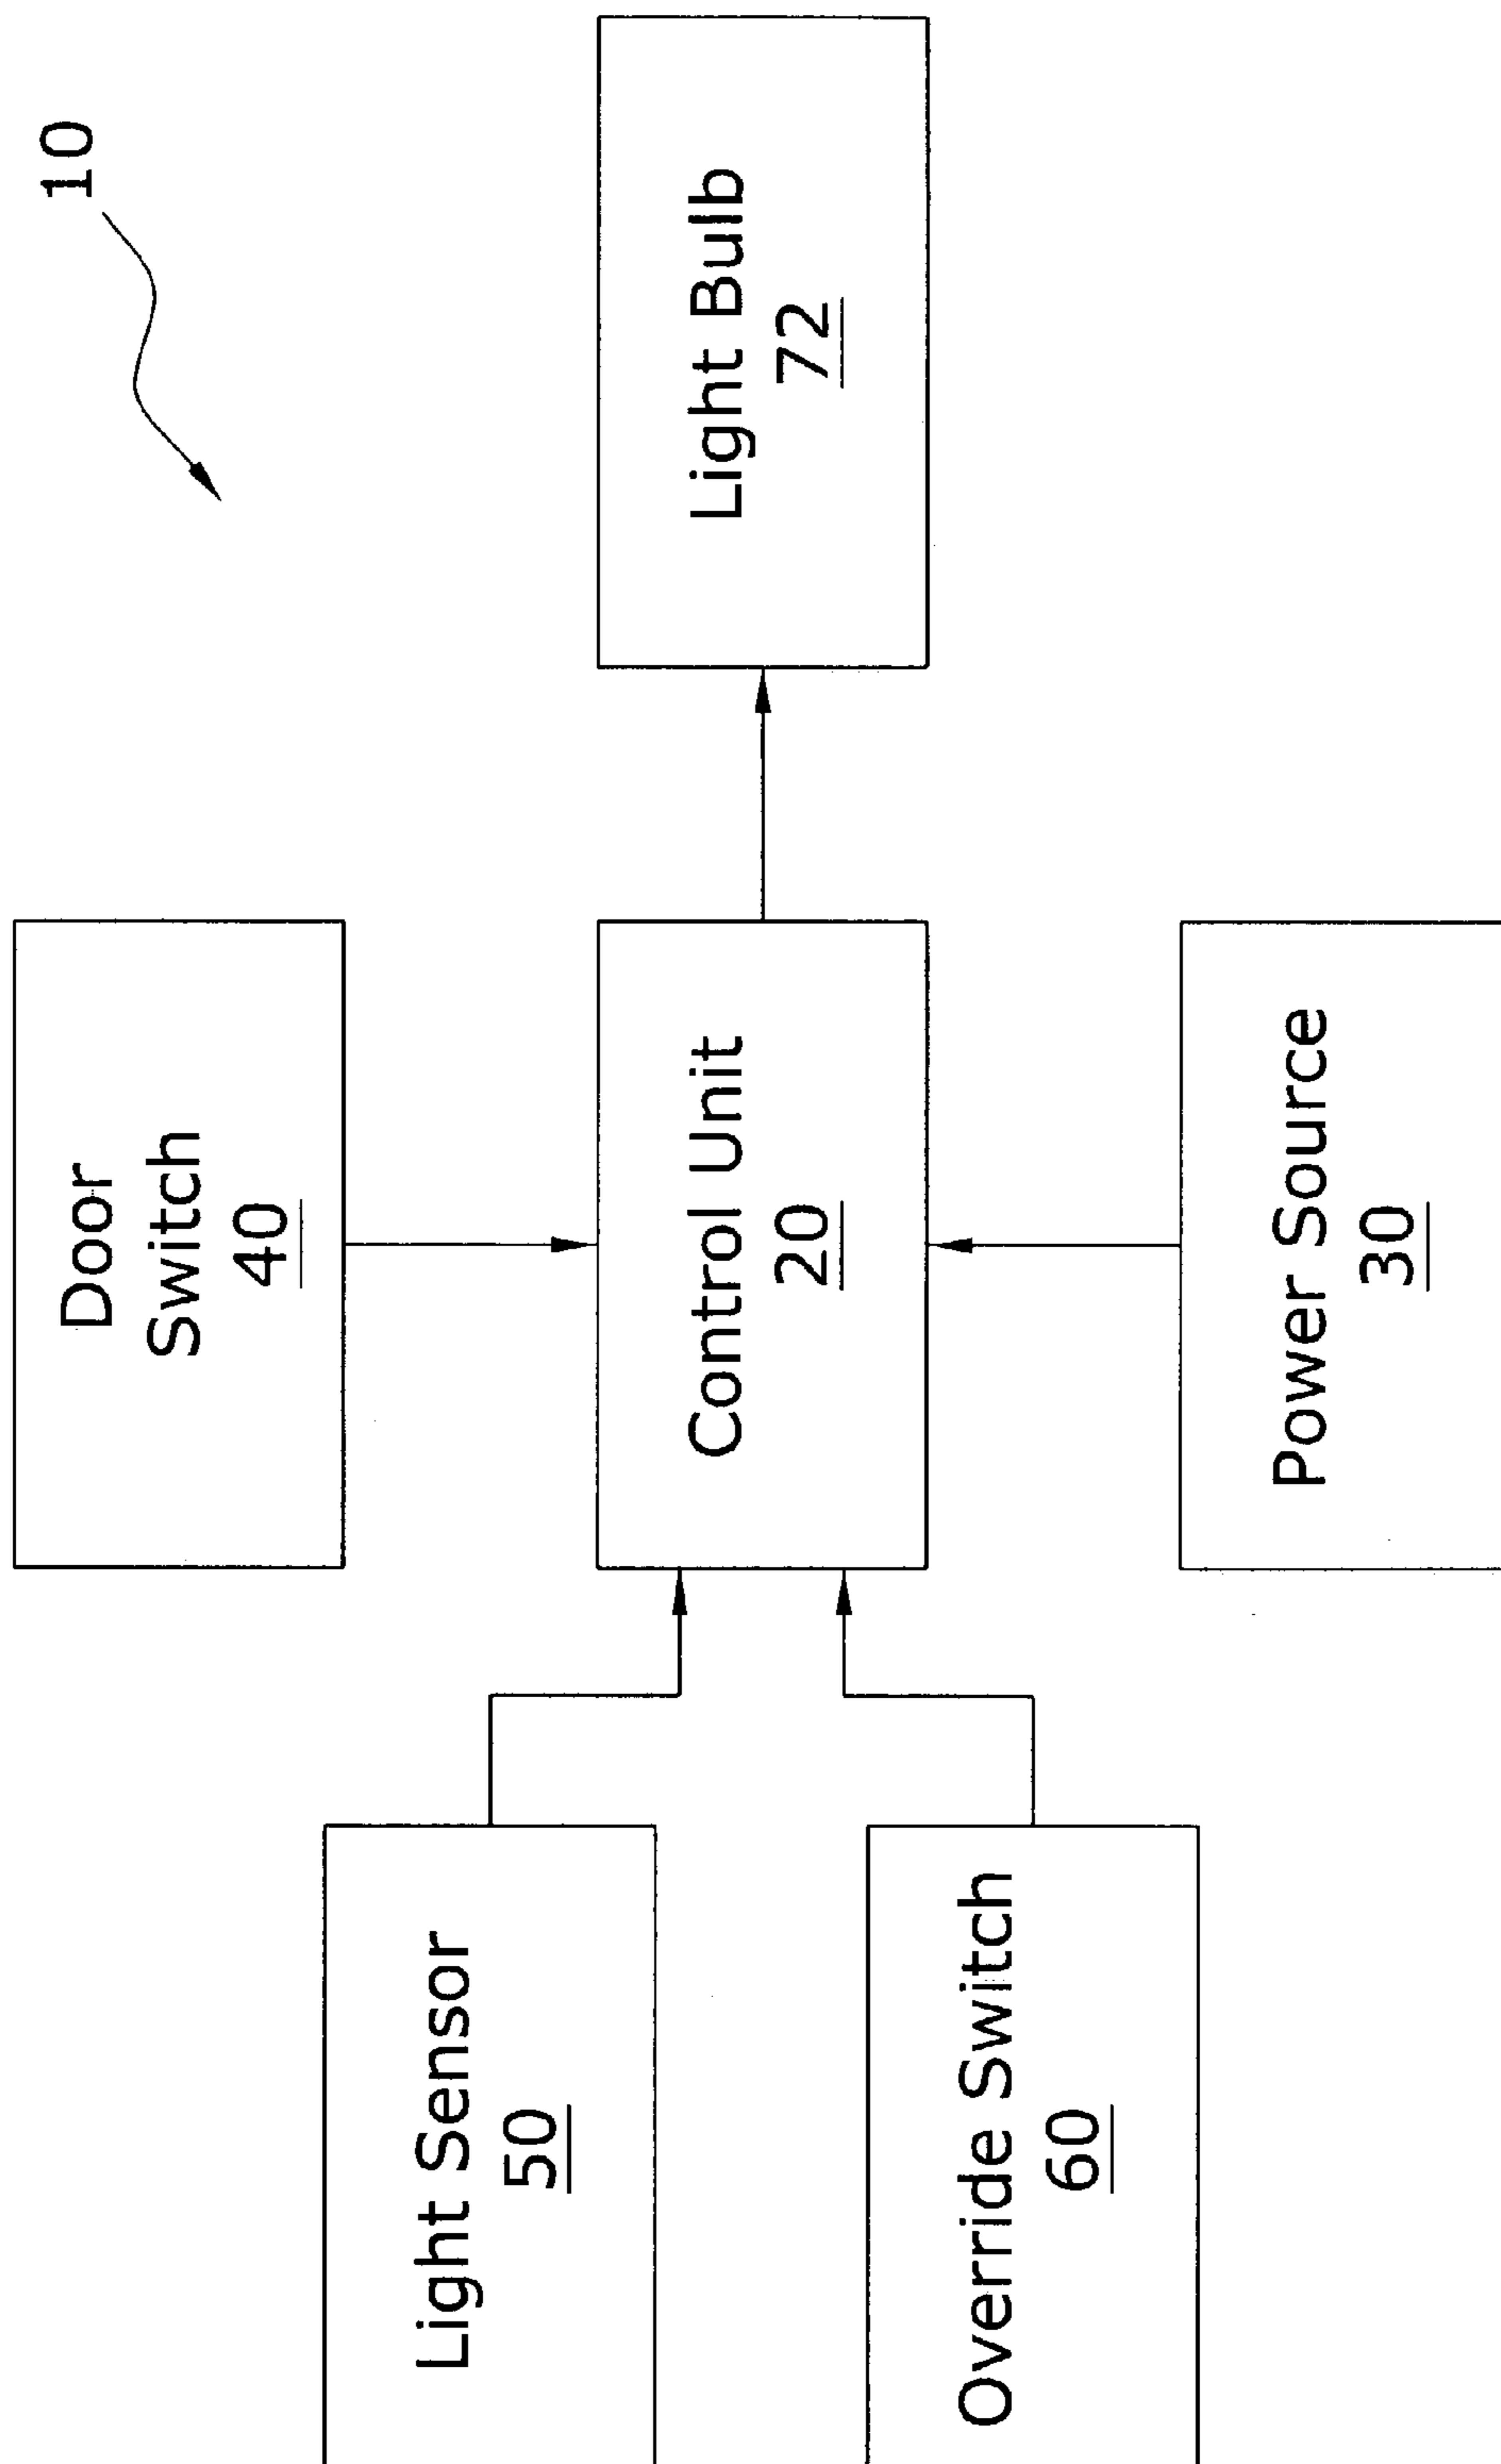 10
Door
Switch
40
Light Sensor
50
Control Unit
20
Light Bulb
72
Override Switch
60
Power Source
30